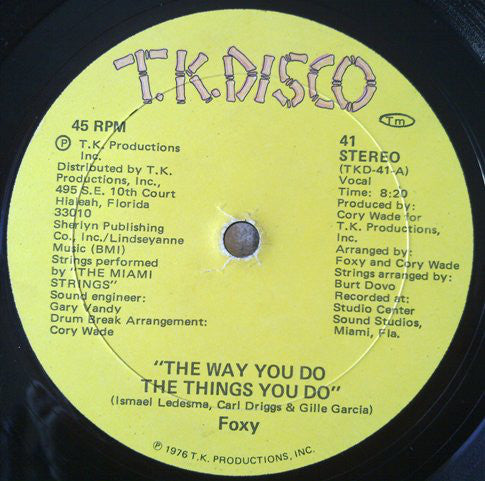 T.K.DISCO
Tm
45 RPM
Ⓟ T.K. Productions
Inc.
Distributed by T.K.
Productions, Inc.,
495 S.E. 10th Court
Hialeah, Florida
33010
Sherlyn Publishing
Co., Inc./Lindseyanne
Music (BMI)
Strings performed
by "THE MIAMI
STRINGS"
Sound engineer:
Gary Vandy
Drum Break Arrangement:
Cory Wade
41
STEREO
(TKD-41-A)
Vocal
Time: 8:20
Produced by:
Cory Wade for
T.K. Productions,
Inc.
Arranged by:
Foxy and Cory Wade
Strings arranged by:
Burt Dovo
Recorded at:
Studio Center
Sound Studios,
Miami, Fla.
"THE WAY YOU DO
THE THINGS YOU DO"
(Ismael Ledesma, Carl Driggs & Gille Garcia)
Foxy
Ⓟ 1976 T.K. PRODUCTIONS, INC.